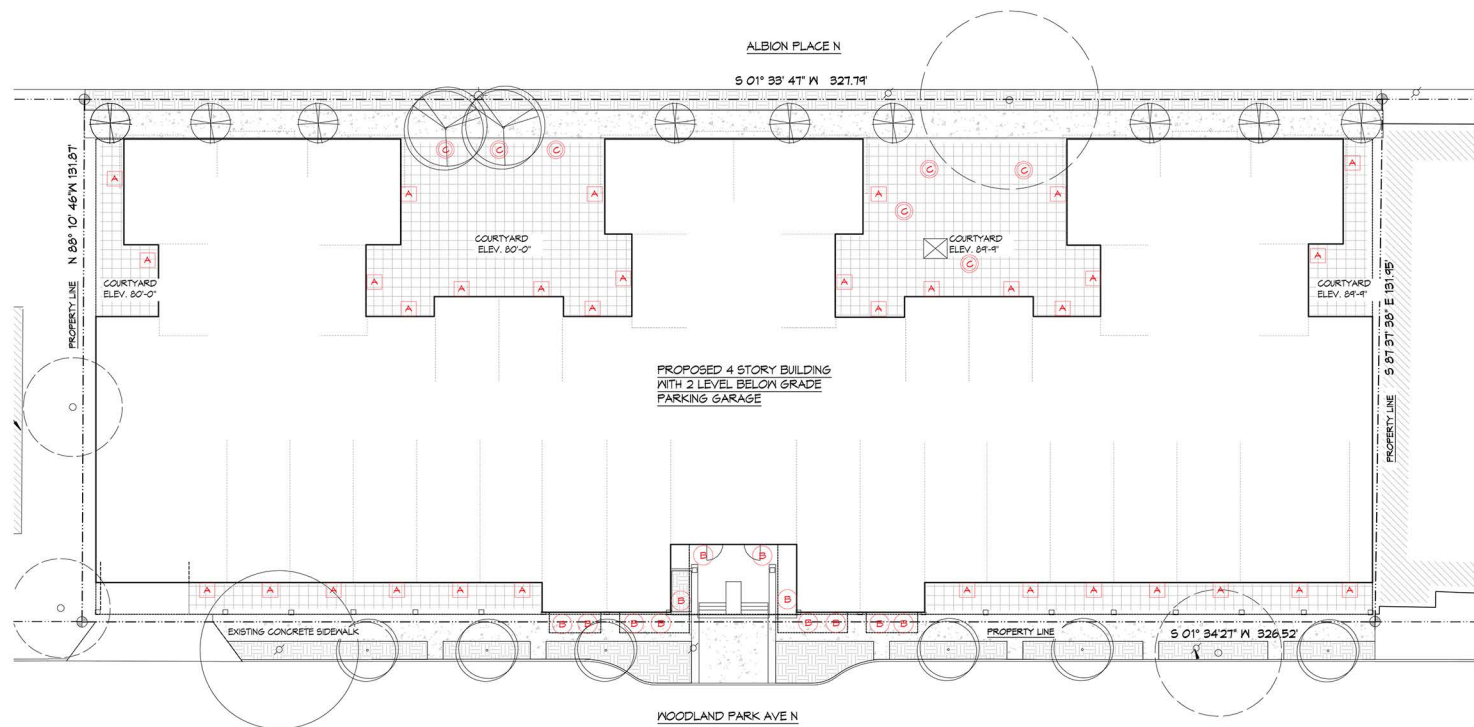 ALBION PLACE N
S 01° 33' 47" W 327.79'
C C C
A
C C
A
A A A A
C
COURTYARD
ELEV. 80'-0"
COURTYARD
ELEV. 89'-9"
A
A
C
COURTYARD
ELEV. 80'-0"
COURTYARD
ELEV. 89'-9"
A A A A
A A A A
A A A A
PROPERTY LINE N 88° 10' 46"W 131.87'
PROPERTY LINE
S 87° 37' 38" E 131.95'
PROPOSED 4 STORY BUILDING
WITH 2 LEVEL BELOW GRADE
PARKING GARAGE
B B
A A A A A A
A A A A A A A
B B
B B B B B B B B
EXISTING CONCRETE SIDEWALK
PROPERTY LINE
S 01° 34'27" W 326.52'
WOODLAND PARK AVE N